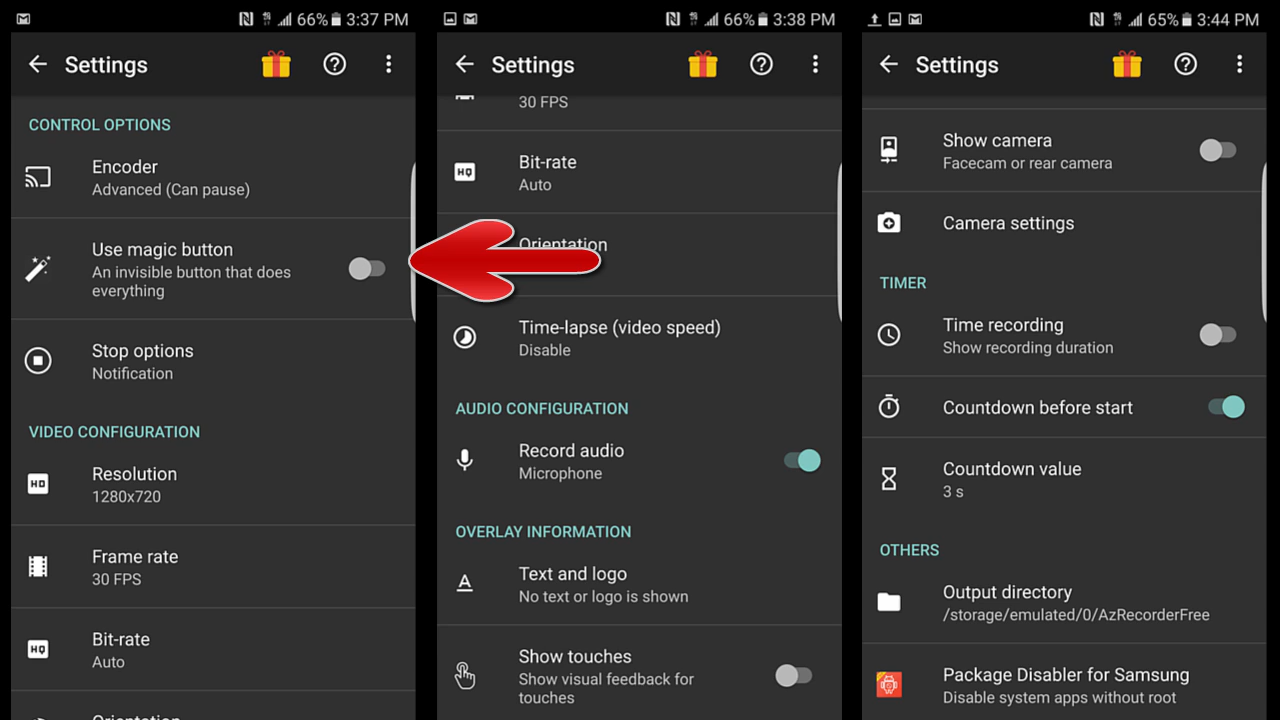 66% 3:37 PM
Settings
CONTROL OPTIONS
Encoder
Advanced (Can pause)
Use magic button
An invisible button that does
everything
Stop options
Notification
VIDEO CONFIGURATION
HD
Resolution
1280x720
Frame rate
30 FPS
HQ
Bit-rate
Auto
Orientation
66% 3:38 PM
Settings
30 FPS
HQ
Bit-rate
Auto
Orientation
Time-lapse (video speed)
Disable
AUDIO CONFIGURATION
Record audio
Microphone
OVERLAY INFORMATION
A
Text and logo
No text or logo is shown
Show touches
Show visual feedback for
touches
65% 3:44 PM
Settings
Show camera
Facecam or rear camera
Camera settings
TIMER
Time recording
Show recording duration
Countdown before start
Countdown value
3 s
OTHERS
Output directory
/storage/emulated/0/AzRecorderFree
Package Disabler for Samsung
Disable system apps without root